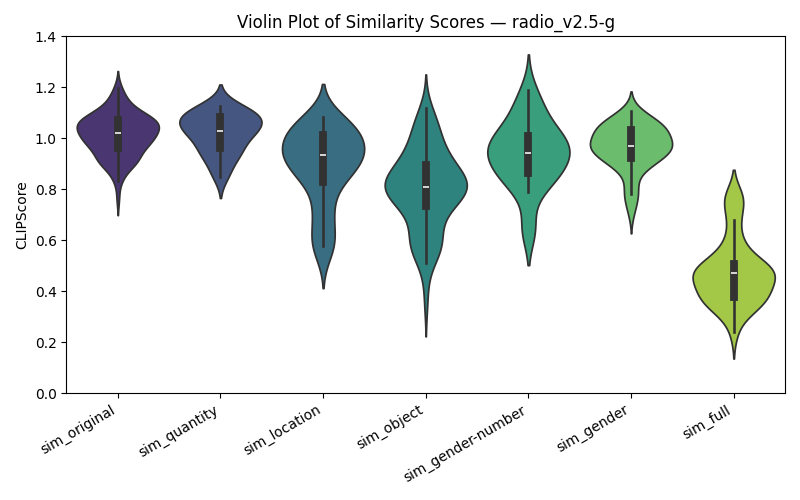 Violin Plot of Similarity Scores — radio_v2.5-g
CLIPScore
1.4
1.2
1.0
0.8
0.6
0.4
0.2
0.0
sim_original
sim_quantity
sim_location
sim_object
sim_gender-number
sim_gender
sim_full